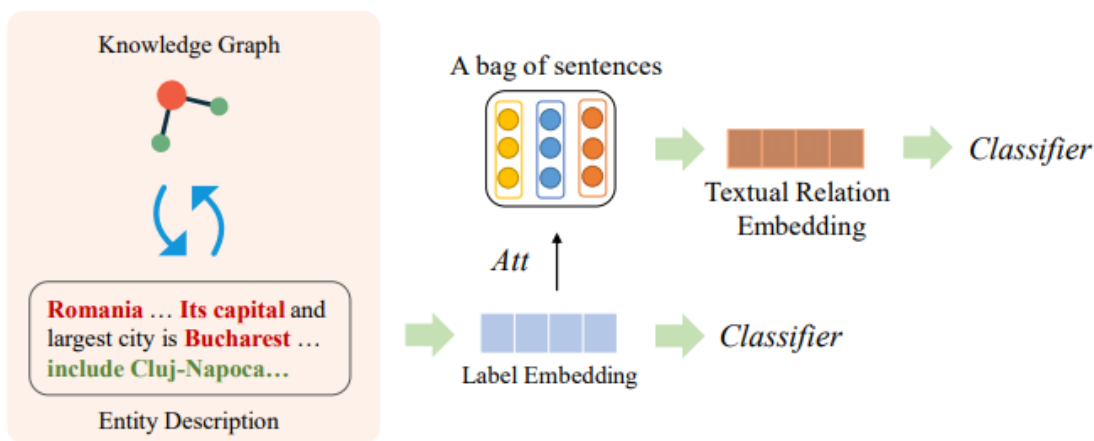 Knowledge Graph
Romania … Its capital and
largest city is Bucharest …
include Cluj-Napoca…
Entity Description
A bag of sentences
Att
Label Embedding
Classifier
Textual Relation
Embedding
Classifier